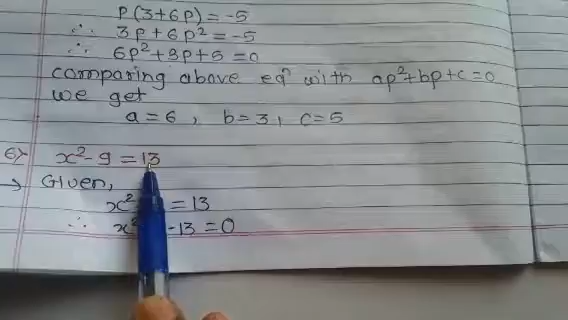 P(3+6P) = -5
∴ 3P+6P² = -5
∴ 6P²+3P+5=0
comparing above eqⁿ with ap²+bp+c=0
we get
a = 6, b = 3, c = 5
6) x²-9 = 13
→ Given,
x² = 13
∴ x² -13 = 0